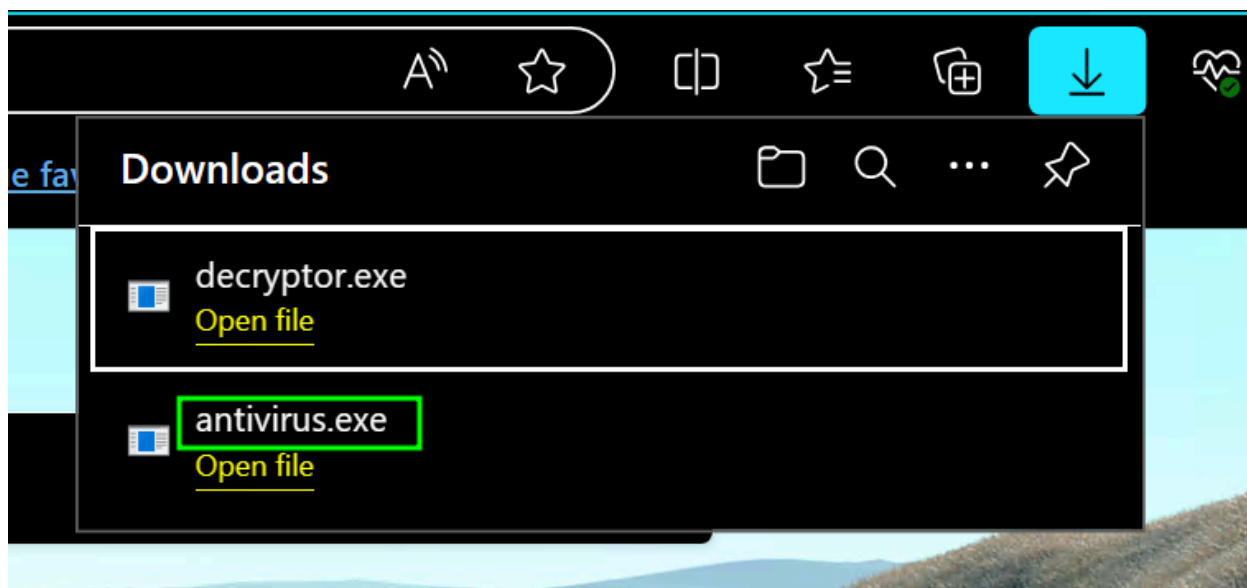 e fav
Downloads
decryptor.exe
Open file
antivirus.exe
Open file